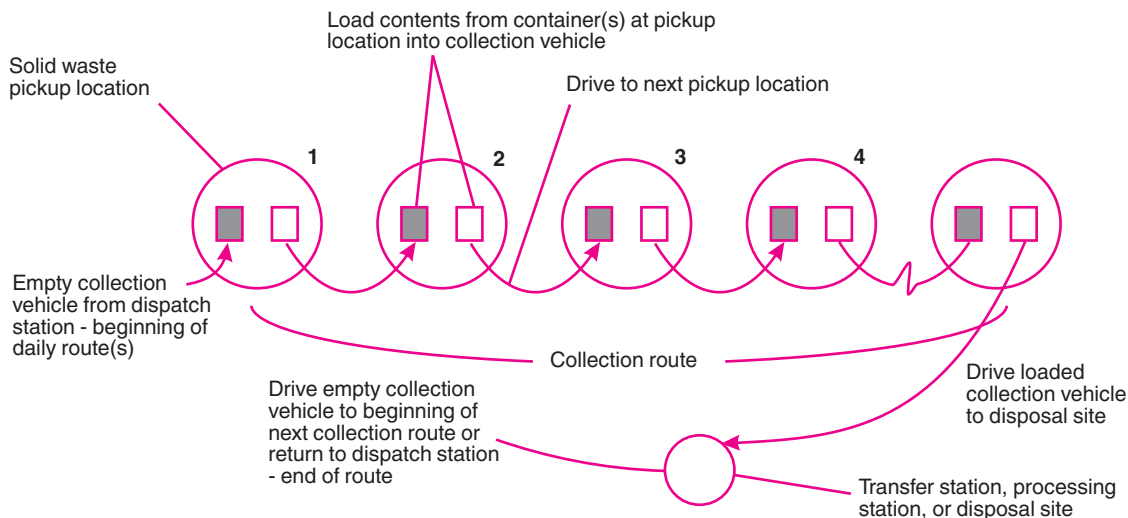 Load contents from container(s) at pickup
location into collection vehicle
Solid waste
pickup location
Drive to next pickup location
1
2
3
4
Empty collection
vehicle from dispatch
station - beginning of
daily route(s)
Collection route
Drive empty collection
vehicle to beginning of
next collection route or
return to dispatch station
- end of route
Drive loaded
collection vehicle
to disposal site
Transfer station, processing
station, or disposal site